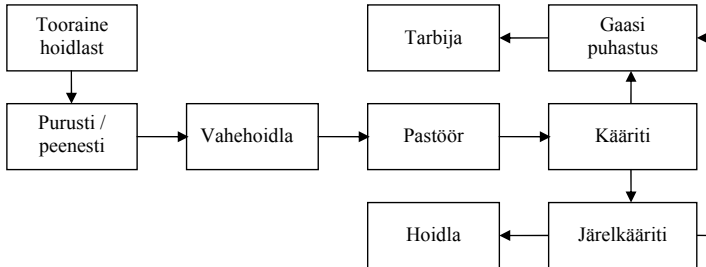 Tooraine
hoidlast
Tarbija
Gaasi
puhastus
Purusti /
peenesti
Vahehoidla
Pastöör
Kääriti
Hoidla
Järelkääriti